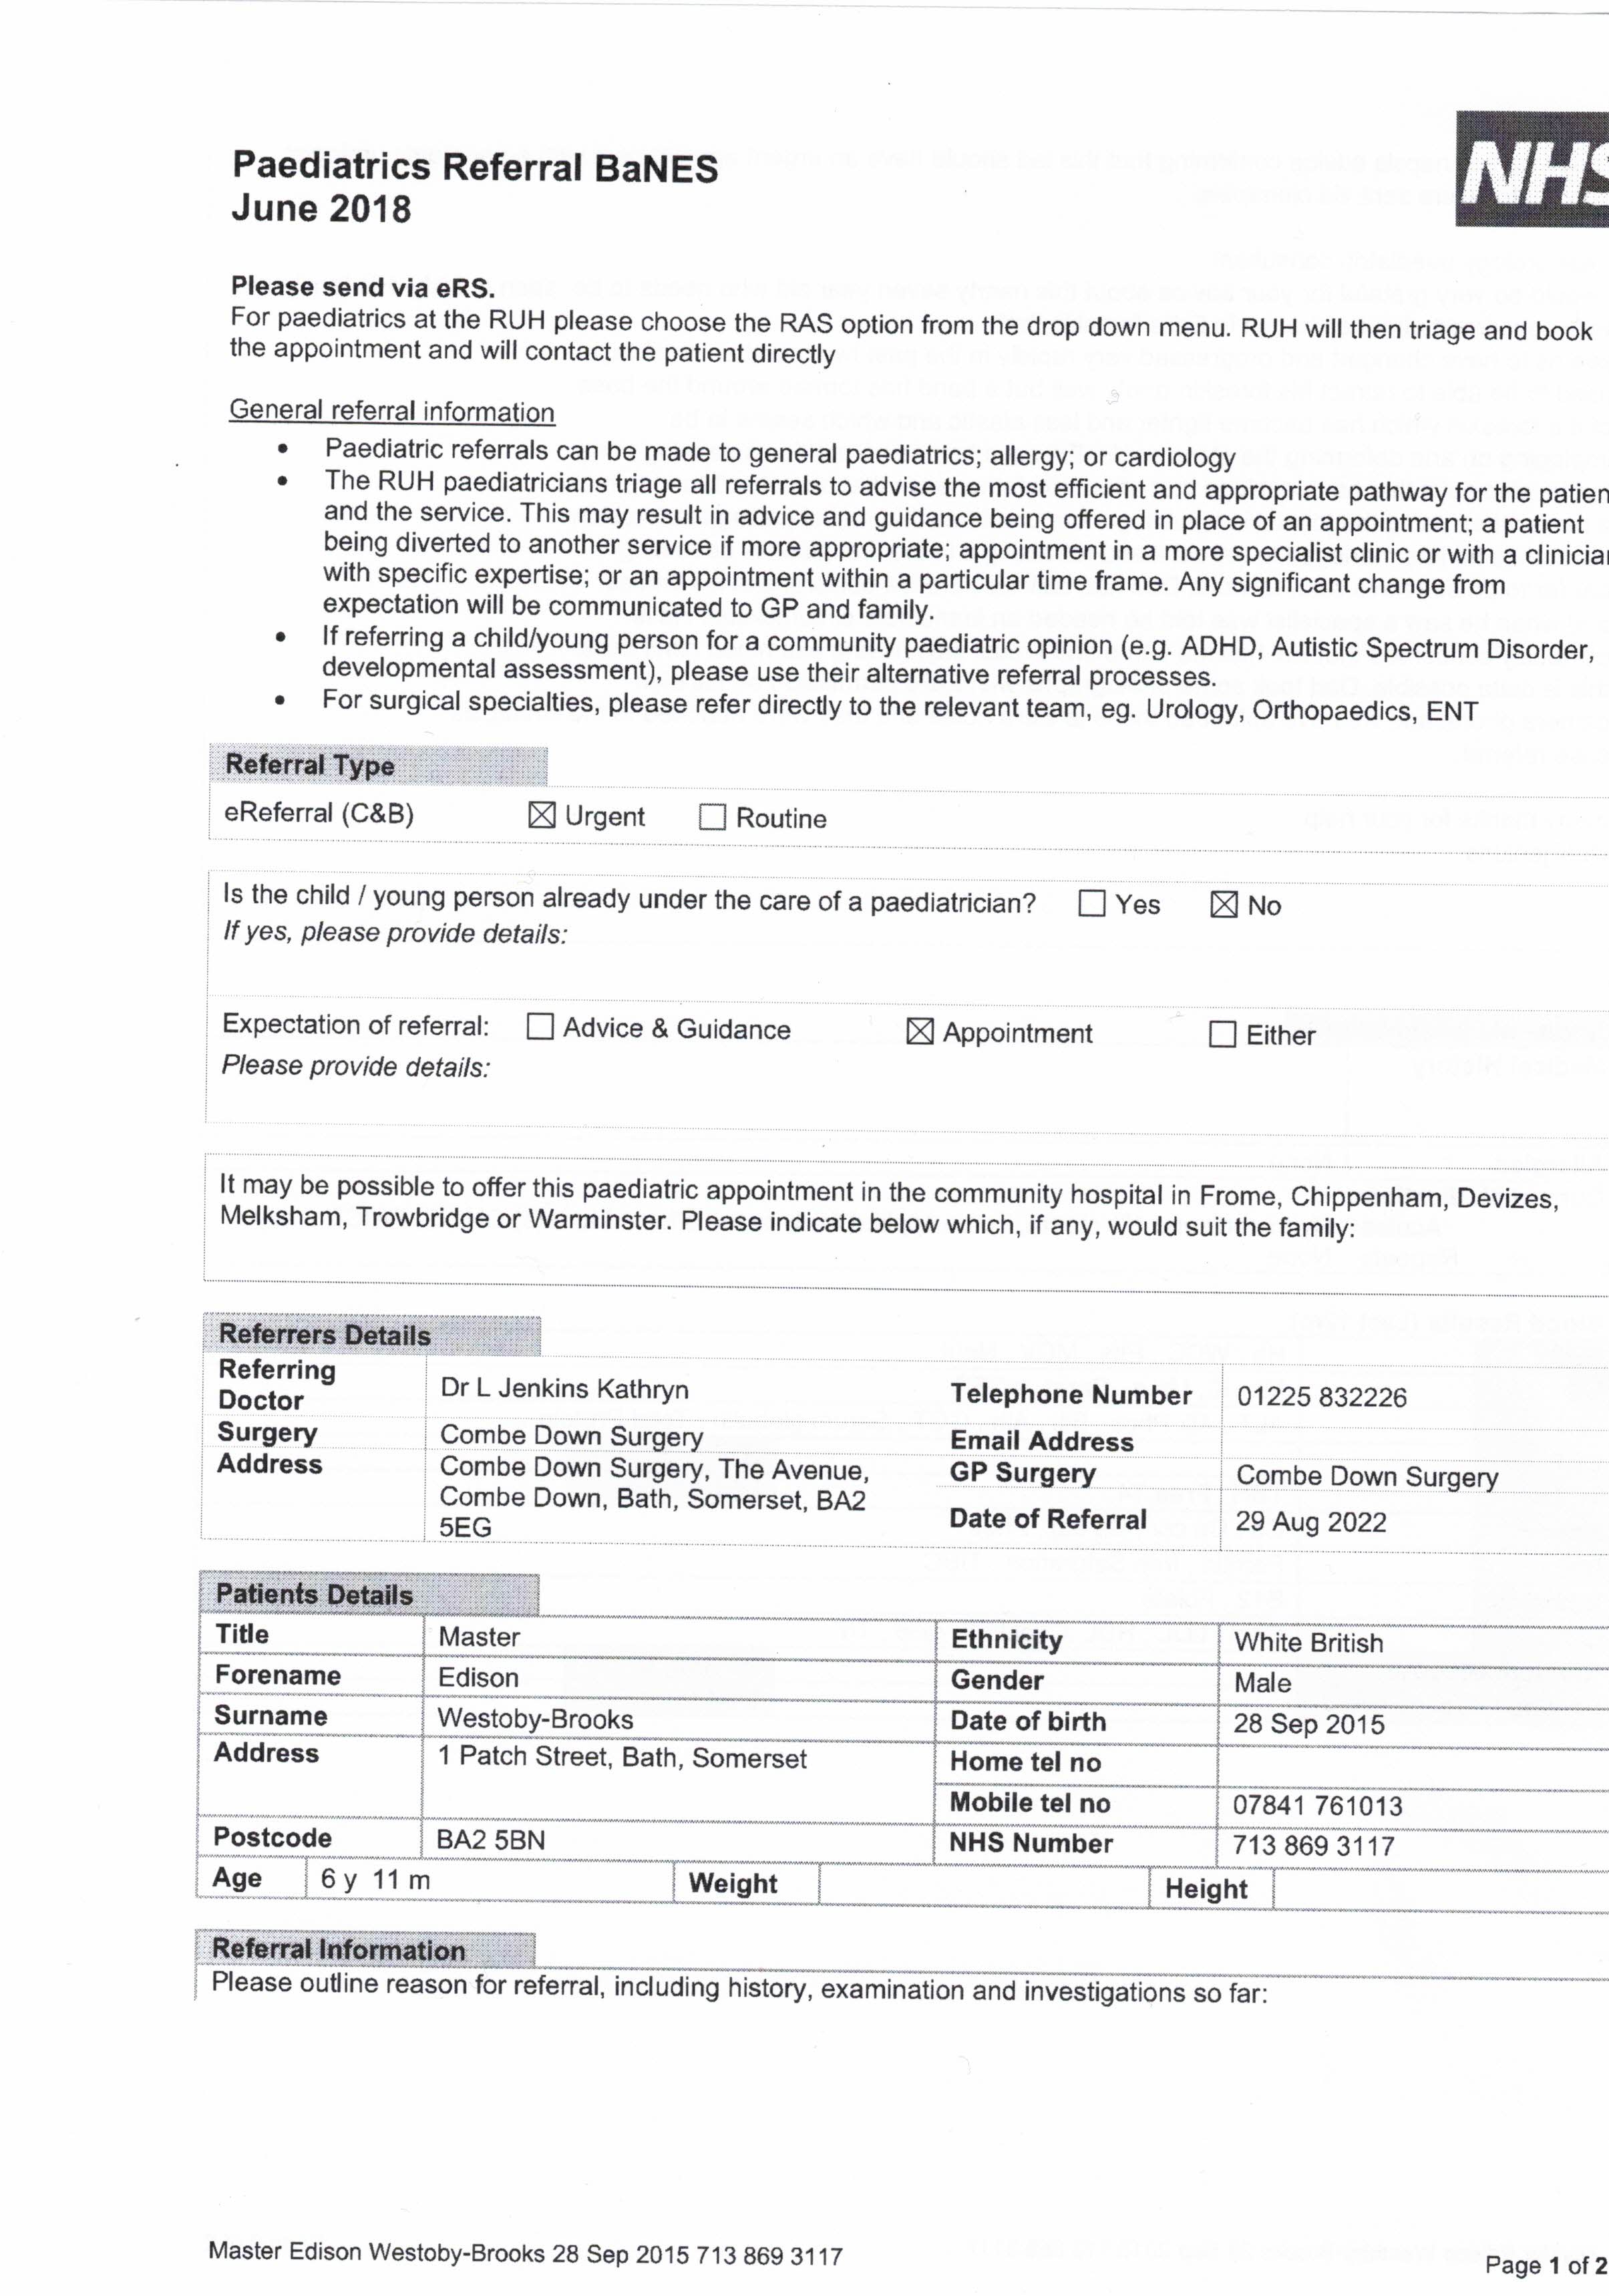 Paediatrics Referral BaNES
June 2018
NHS
Please send via eRS.
For paediatrics at the RUH please choose the RAS option from the drop down menu. RUH will then triage and book
the appointment and will contact the patient directly
General referral information
• Paediatric referrals can be made to general paediatrics; allergy; or cardiology
• The RUH paediatricians triage all referrals to advise the most efficient and appropriate pathway for the patien
and the service. This may result in advice and guidance being offered in place of an appointment; a patient
being diverted to another service if more appropriate; appointment in a more specialist clinic or with a clinician
with specific expertise; or an appointment within a particular time frame. Any significant change from
expectation will be communicated to GP and family.
• If referring a child/young person for a community paediatric opinion (e.g. ADHD, Autistic Spectrum Disorder,
developmental assessment), please use their alternative referral processes.
• For surgical specialties, please refer directly to the relevant team, eg. Urology, Orthopaedics, ENT
Referral Type
eReferral (C&B) ☒ Urgent ☐ Routine
Is the child / young person already under the care of a paediatrician? ☐ Yes ☒ No
If yes, please provide details:
Expectation of referral: ☐ Advice & Guidance ☒ Appointment ☐ Either
Please provide details:
It may be possible to offer this paediatric appointment in the community hospital in Frome, Chippenham, Devizes,
Melksham, Trowbridge or Warminster. Please indicate below which, if any, would suit the family:
Referrers Details
Referring Doctor Dr L Jenkins Kathryn Telephone Number 01225 832226
Surgery Combe Down Surgery Email Address
Address Combe Down Surgery, The Avenue, GP Surgery Combe Down Surgery
Combe Down, Bath, Somerset, BA2
5EG Date of Referral 29 Aug 2022
Patients Details
Title Master Ethnicity White British
Forename Edison Gender Male
Surname Westoby-Brooks Date of birth 28 Sep 2015
Address 1 Patch Street, Bath, Somerset Home tel no
Mobile tel no 07841 761013
Postcode BA2 5BN NHS Number 713 869 3117
Age 6 y 11 m Weight Height
Referral Information
Please outline reason for referral, including history, examination and investigations so far:
Master Edison Westoby-Brooks 28 Sep 2015 713 869 3117
Page 1 of 2